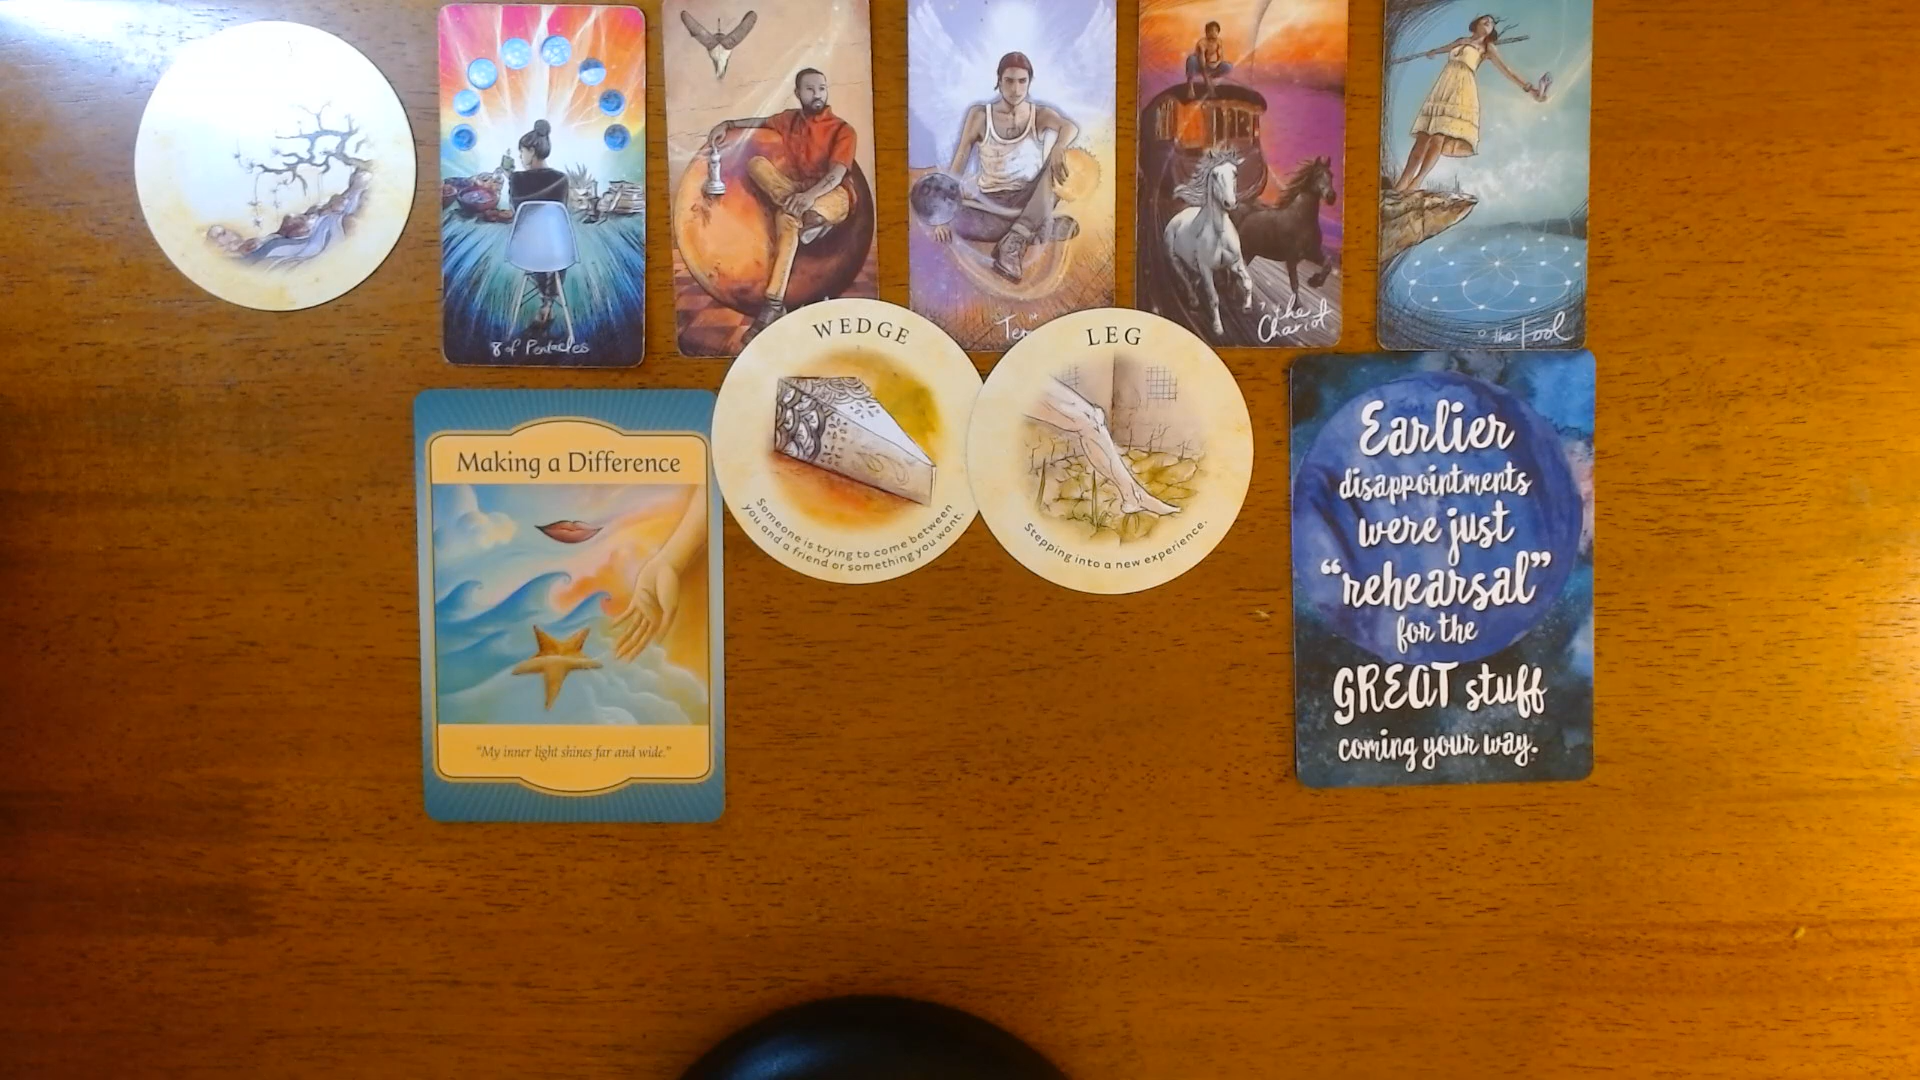 8 of Pentacles
the
Chariot
the Fool
WEDGE
Someone is trying to come between
you and a friend or something you want.
LEG
Stepping into a new experience.
Making a Difference
"My inner light shines far and wide."
Earlier
disappointments
were just
“rehearsal”
for the
GREAT stuff
coming your way.